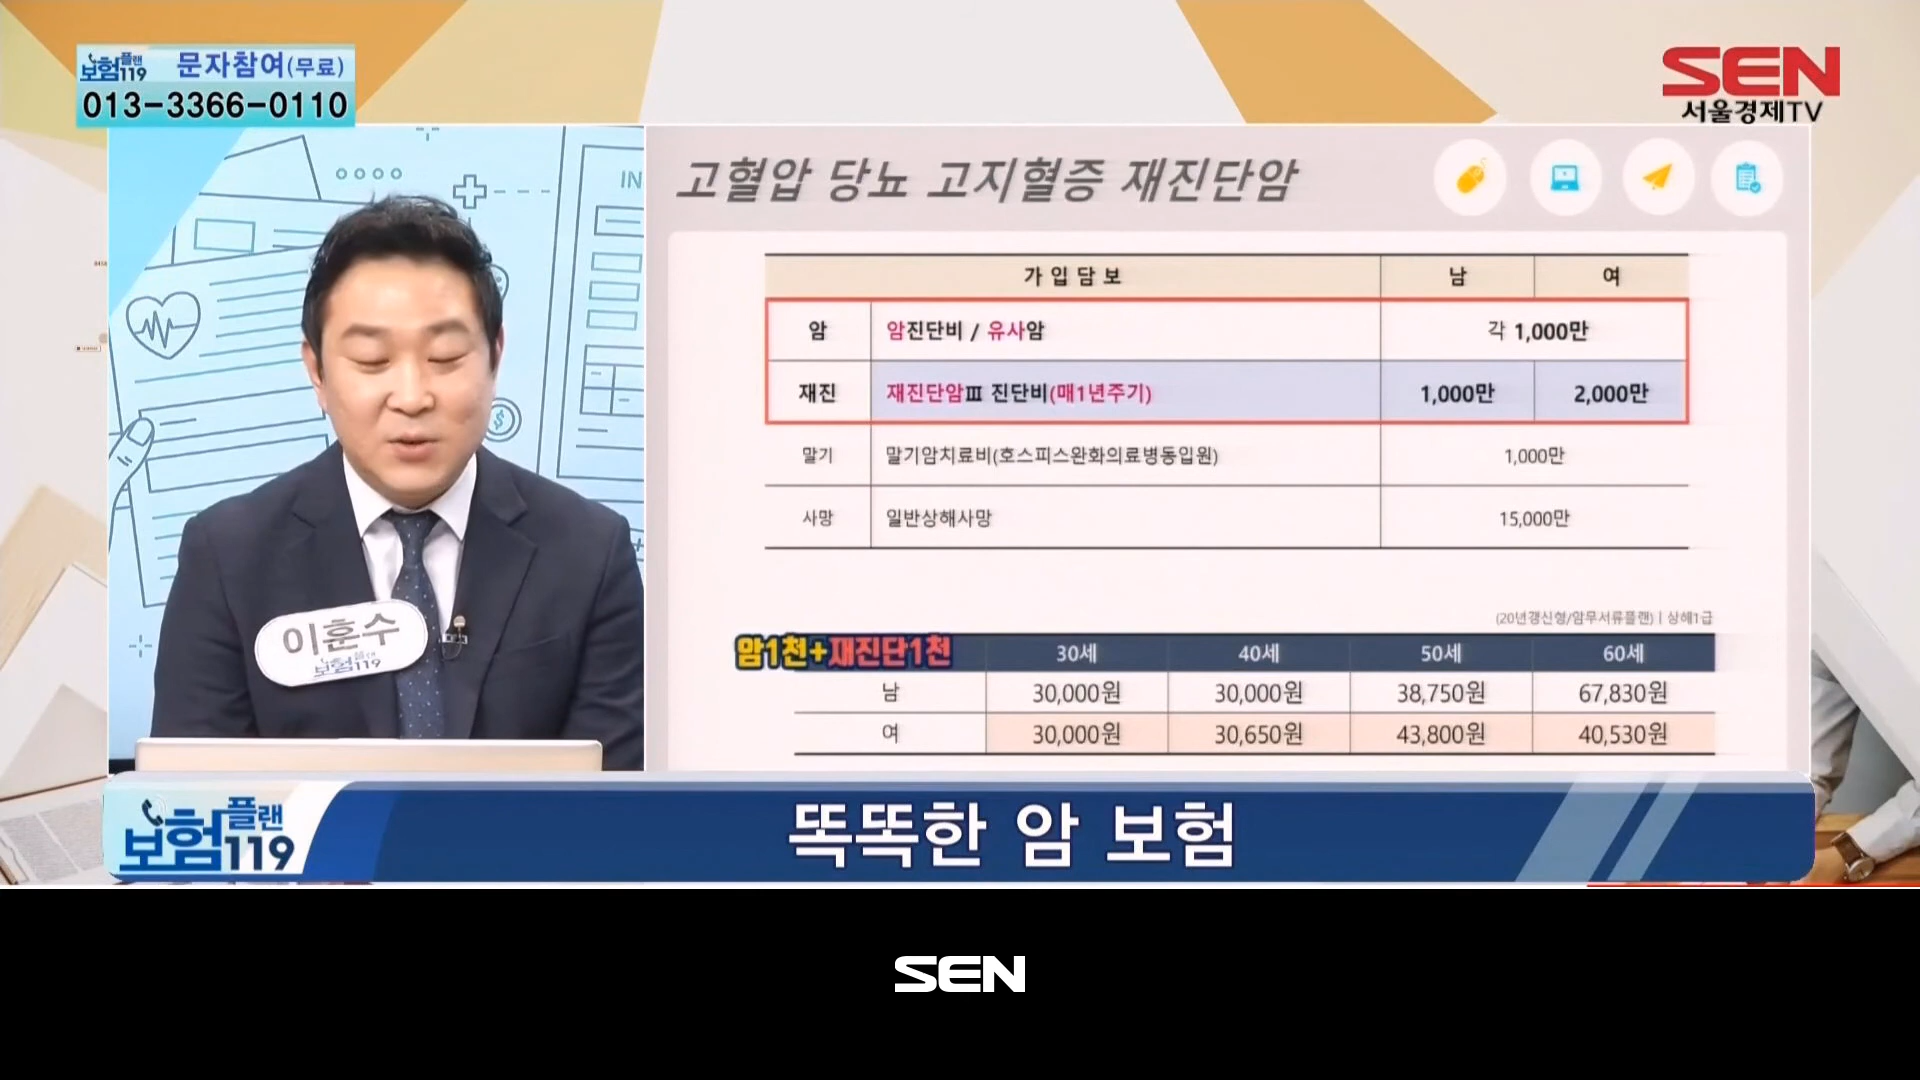 보험플랜119 문자참여(무료)
013-3366-0110
SEN
서울경제TV
IN
이훈수
보험플랜119
고혈압 당뇨 고지혈증 재진단암
가입담보 남 여
암 암진단비 / 유사암 각 1,000만
재진 재진단암Ⅲ 진단비(매1년주기) 1,000만 2,000만
말기 말기암치료비(호스피스완화의료병동입원) 1,000만
사망 일반상해사망 15,000만
(20년갱신형/암무서류플랜) | 상해1급
암1천+재진단1천 30세 40세 50세 60세
남 30,000원 30,000원 38,750원 67,830원
여 30,000원 30,650원 43,800원 40,530원
보험플랜119
똑똑한 암 보험
SEN